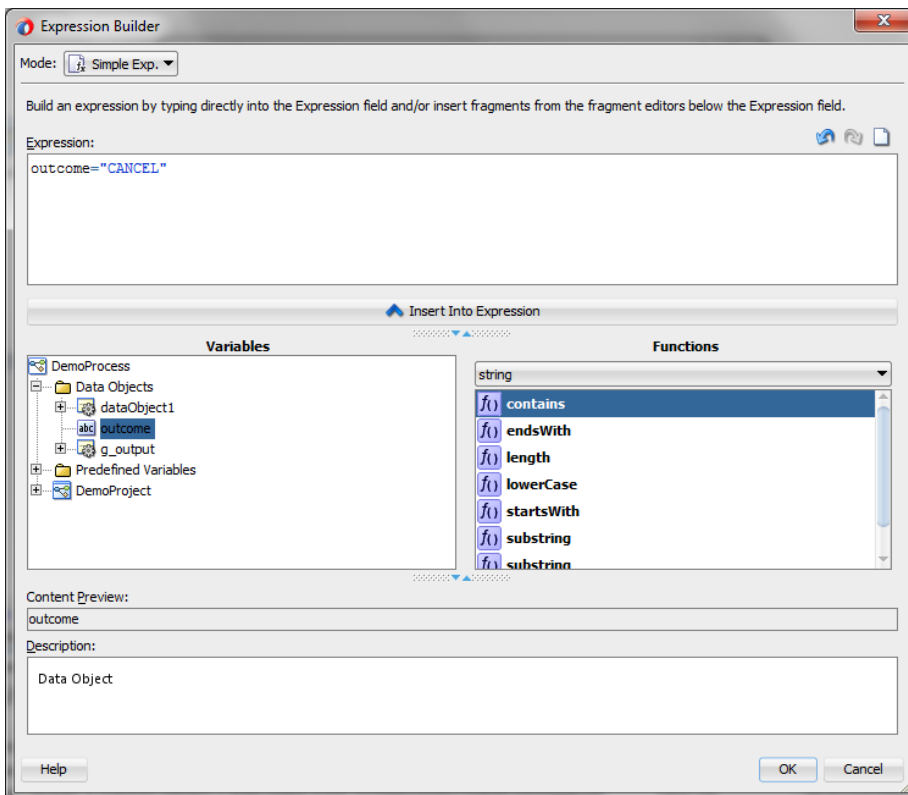 Expression Builder
Mode: Simple Exp.
Build an expression by typing directly into the Expression field and/or insert fragments from the fragment editors below the Expression field.
Expression:
outcome="CANCEL"
Insert Into Expression
Variables
DemoProcess
Data Objects
dataObject1
abc outcome
g_output
Predefined Variables
DemoProject
Functions
string
f() contains
f() endsWith
f() length
f() lowerCase
f() startsWith
f() substring
f() substring
Content Preview:
outcome
Description:
Data Object
Help OK Cancel